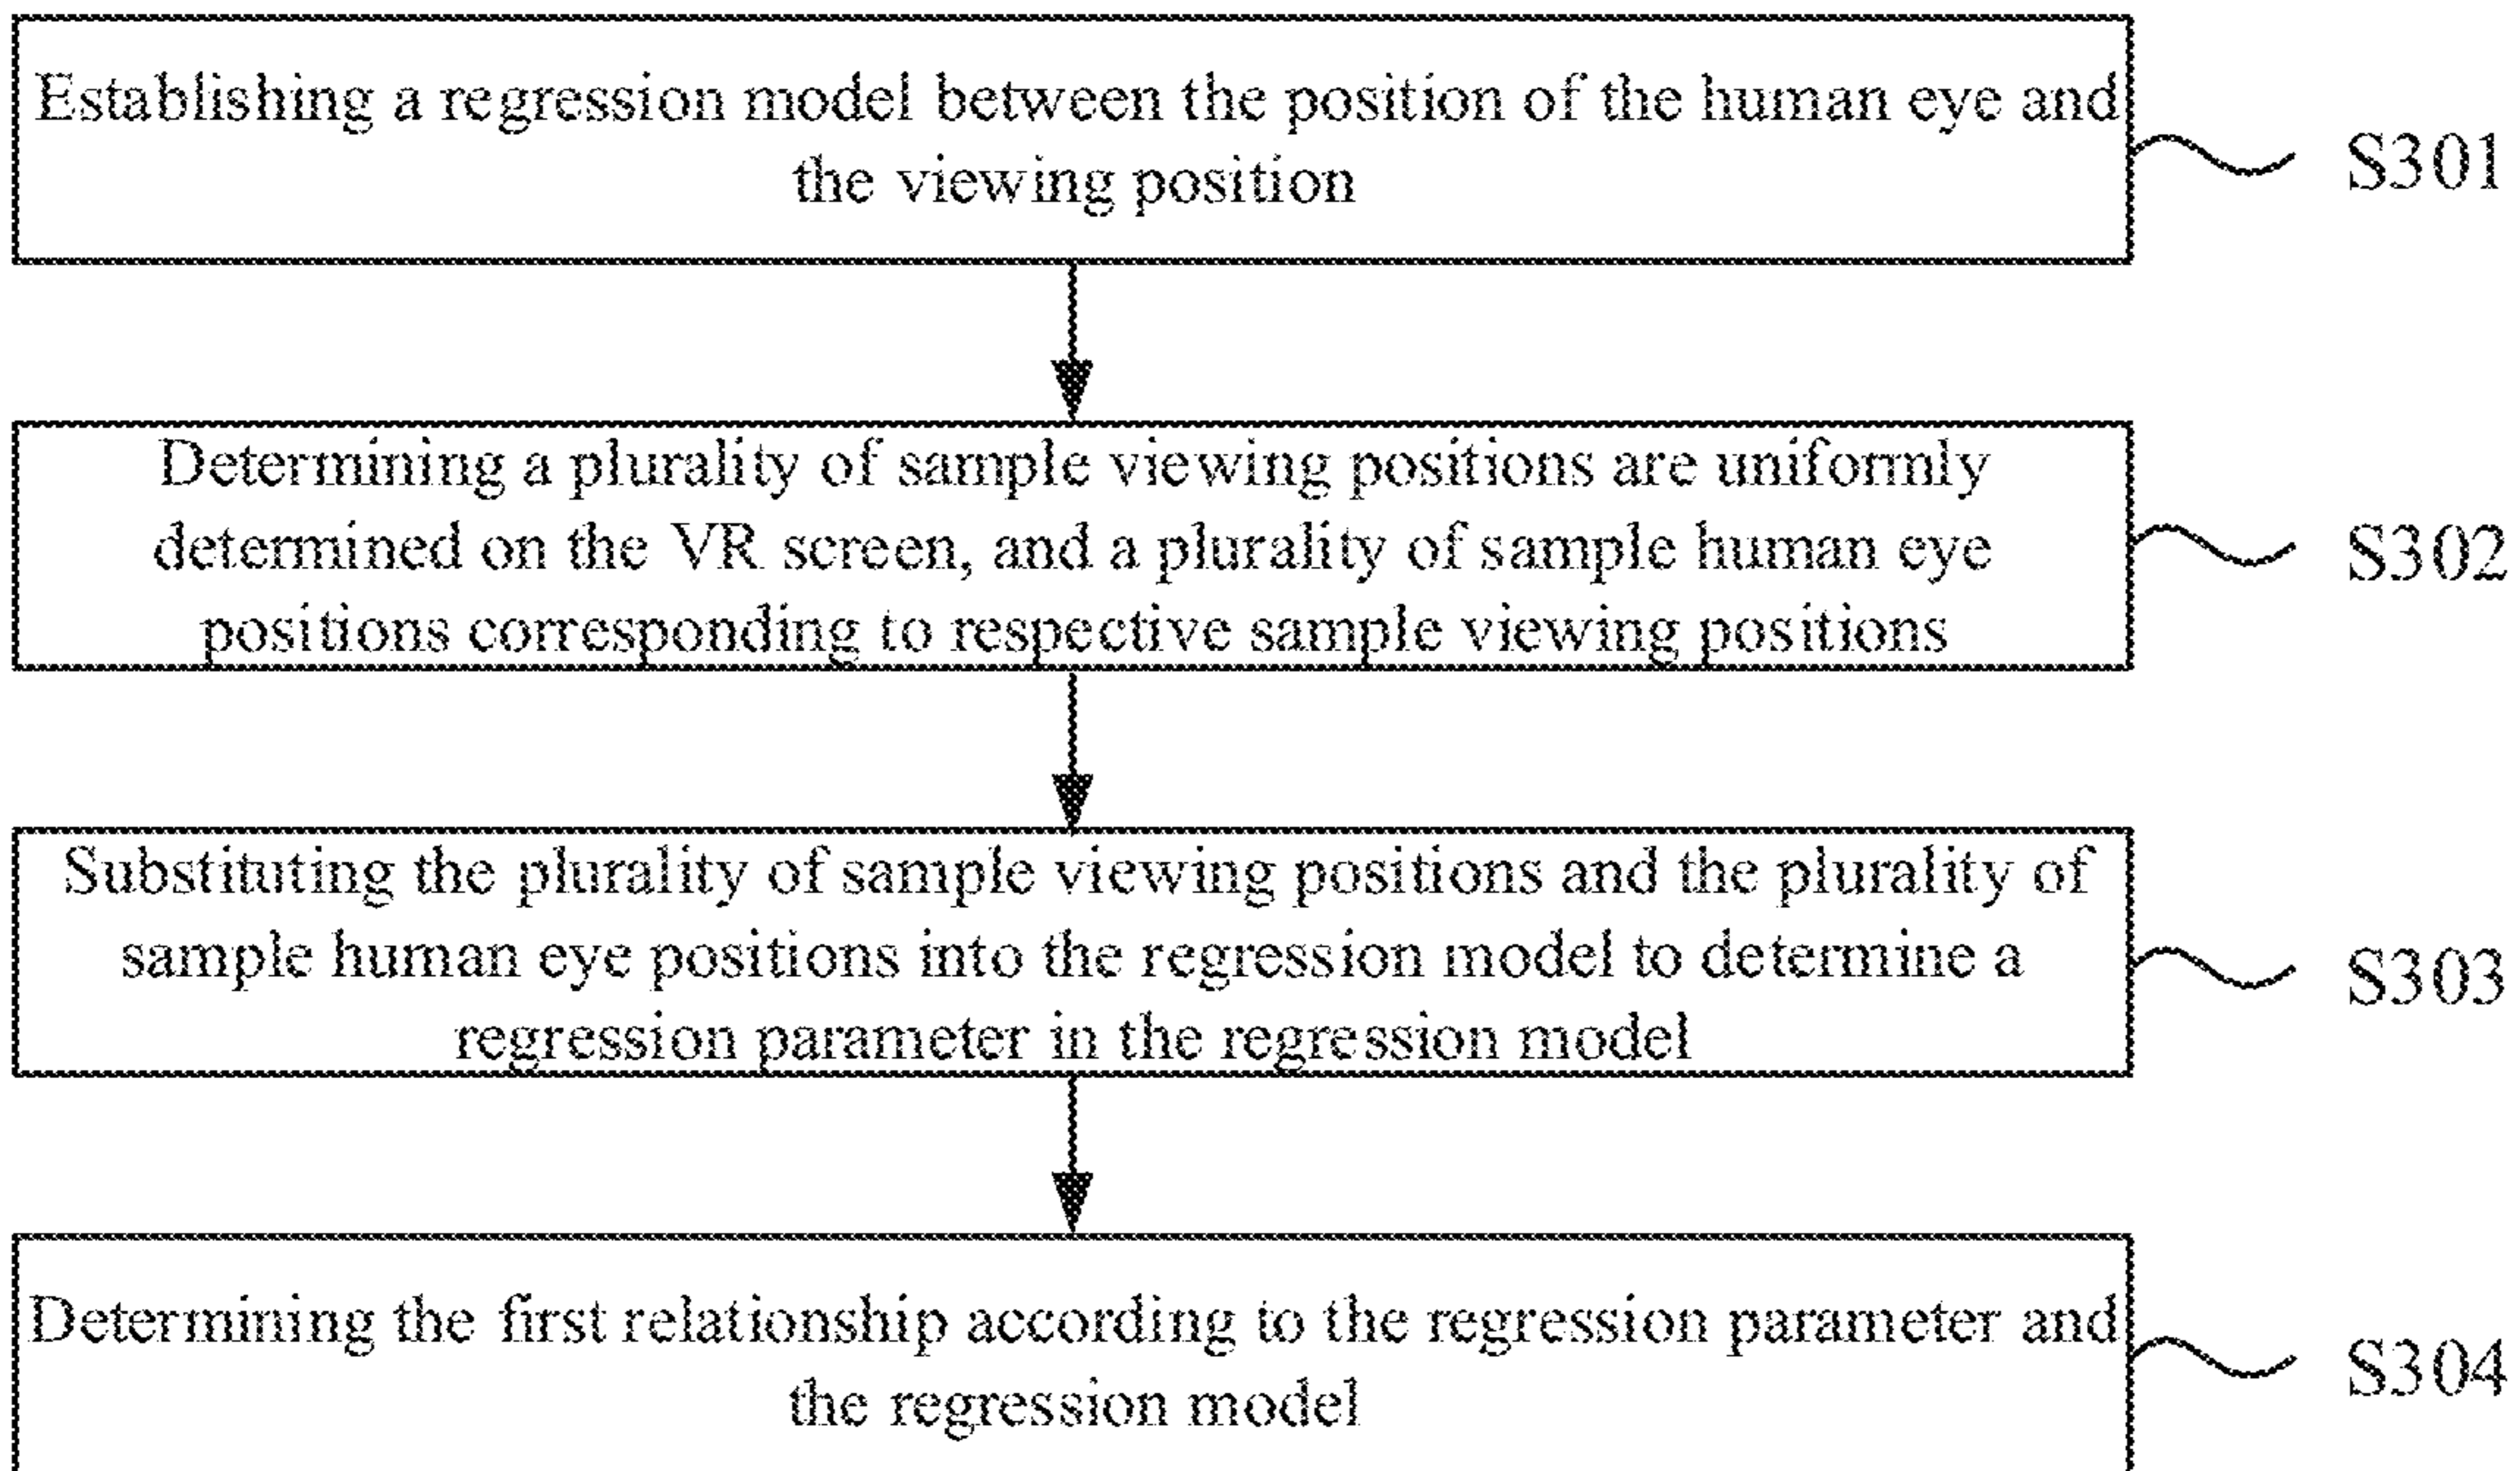 Establishing a regression model between the position of the human eye and
the viewing position
S301
Determining a plurality of sample viewing positions are uniformly
determined on the VR screen, and a plurality of sample human eye
positions corresponding to respective sample viewing positions
S302
Substituting the plurality of sample viewing positions and the plurality of
sample human eye positions into the regression model to determine a
regression parameter in the regression model
S303
Determining the first relationship according to the regression parameter and
the regression model
S304